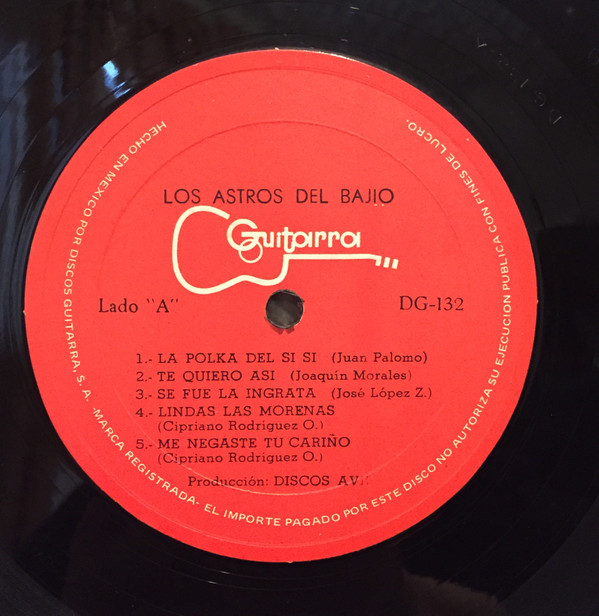 LOS ASTROS DEL BAJIO
Guitarra
Lado "A"
DG-132
1.- LA POLKA DEL SI SI (Juan Palomo)
2.- TE QUIERO ASI (Joaquín Morales)
3.- SE FUE LA INGRATA (José López Z.)
4.- LINDAS LAS MORENAS
(Cipriano Rodriguez O.)
5.- ME NEGASTE TU CARIÑO
(Cipriano Rodriguez O.)
Producción: DISCOS
HECHO EN MEXICO POR DISCOS GUITARRA, S. A. -MARCA REGISTRADA- EL IMPORTE PAGADO POR ESTE DISCO NO AUTORIZA SU EJECUCION PUBLICA CON FINES DE LUCRO.